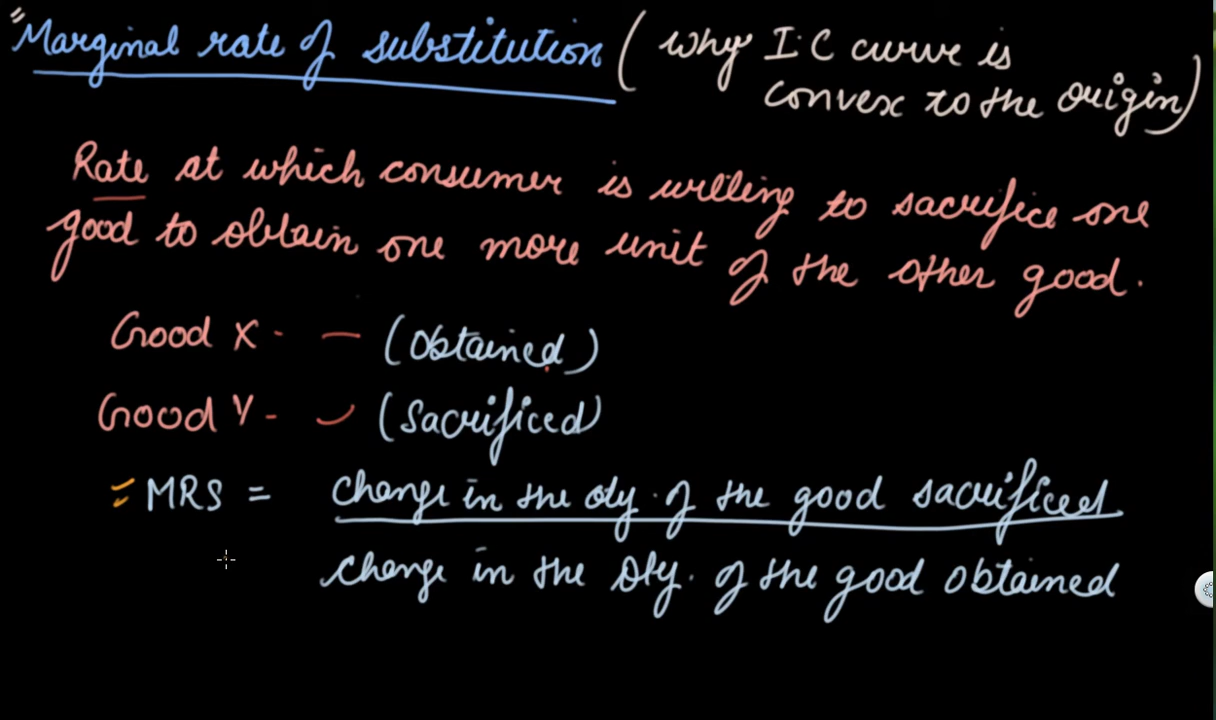 Marginal rate of substitution (why I.C curve is
convex to the origin)
Rate at which consumer is willing to sacrifice one
good to obtain one more unit of the other good.
Good X - — (Obtained)
Good Y - (Sacrificed)
= MRS = change in the qty. of the good sacrificed
change in the Qty. of the good obtained